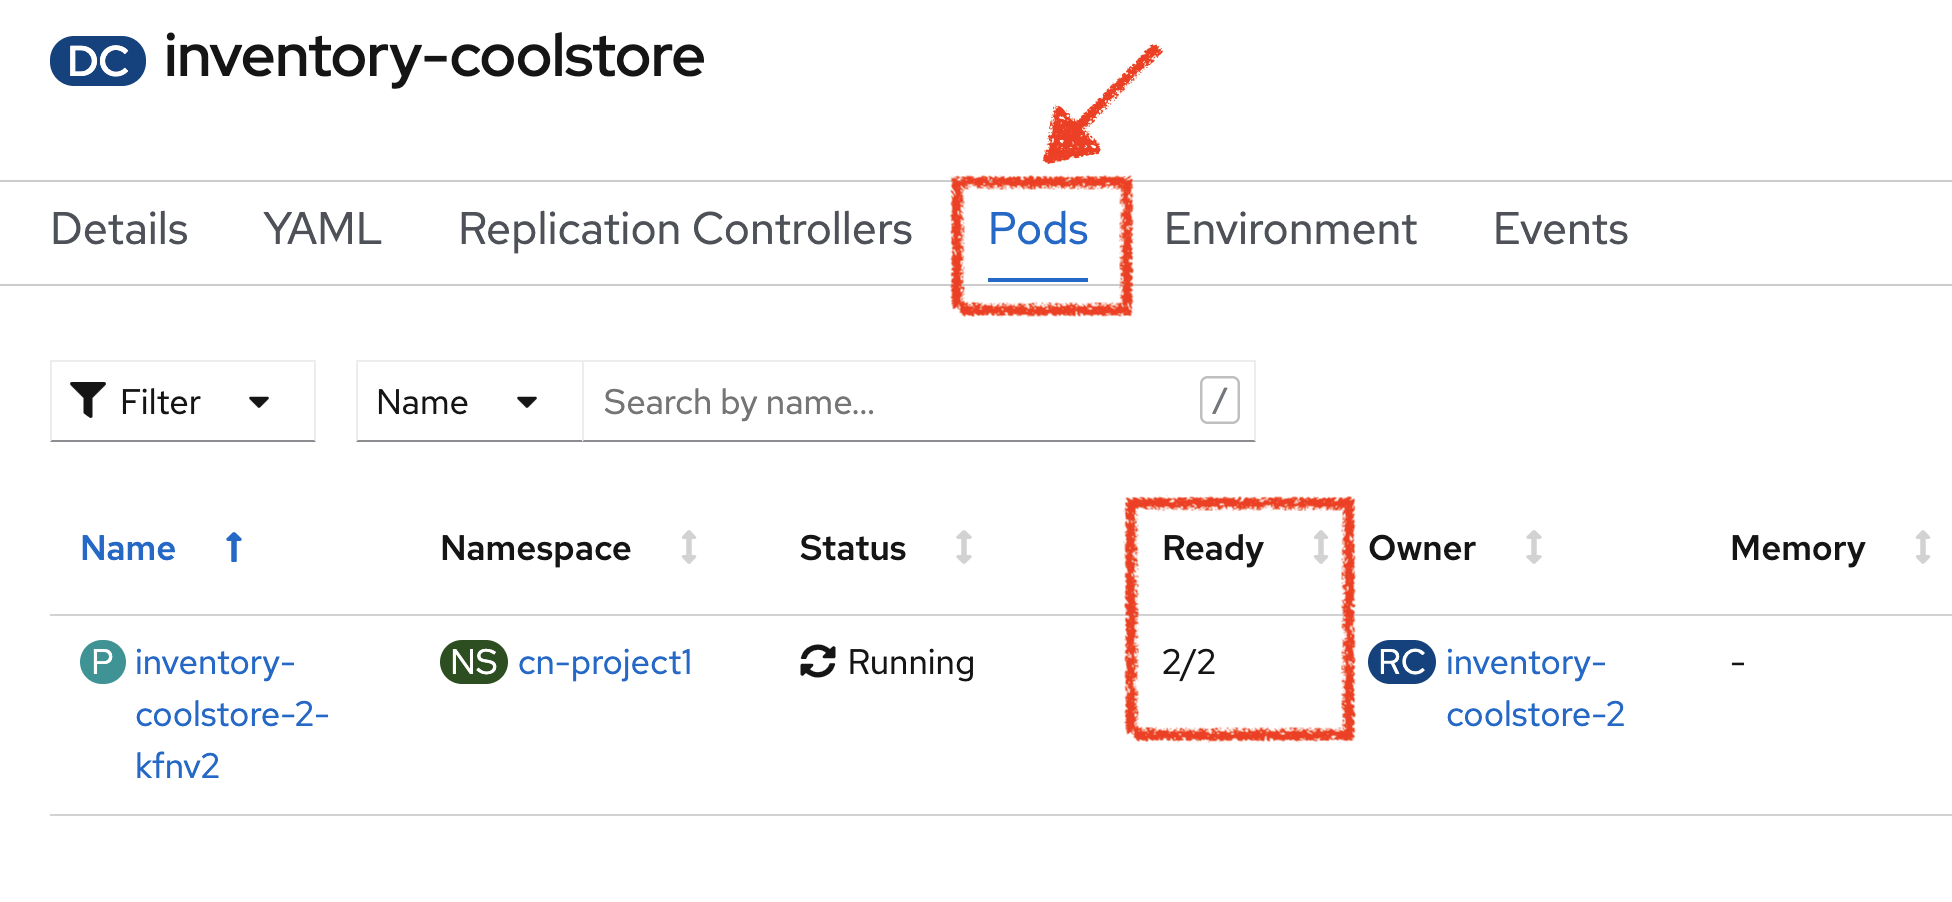 DC inventory-coolstore
Details YAML Replication Controllers Pods Environment Events
Filter Name Search by name... /
Name Namespace Status Ready Owner Memory
P inventory- NS cn-project1 Running 2/2 RC inventory- -
coolstore-2- coolstore-2
kfnv2